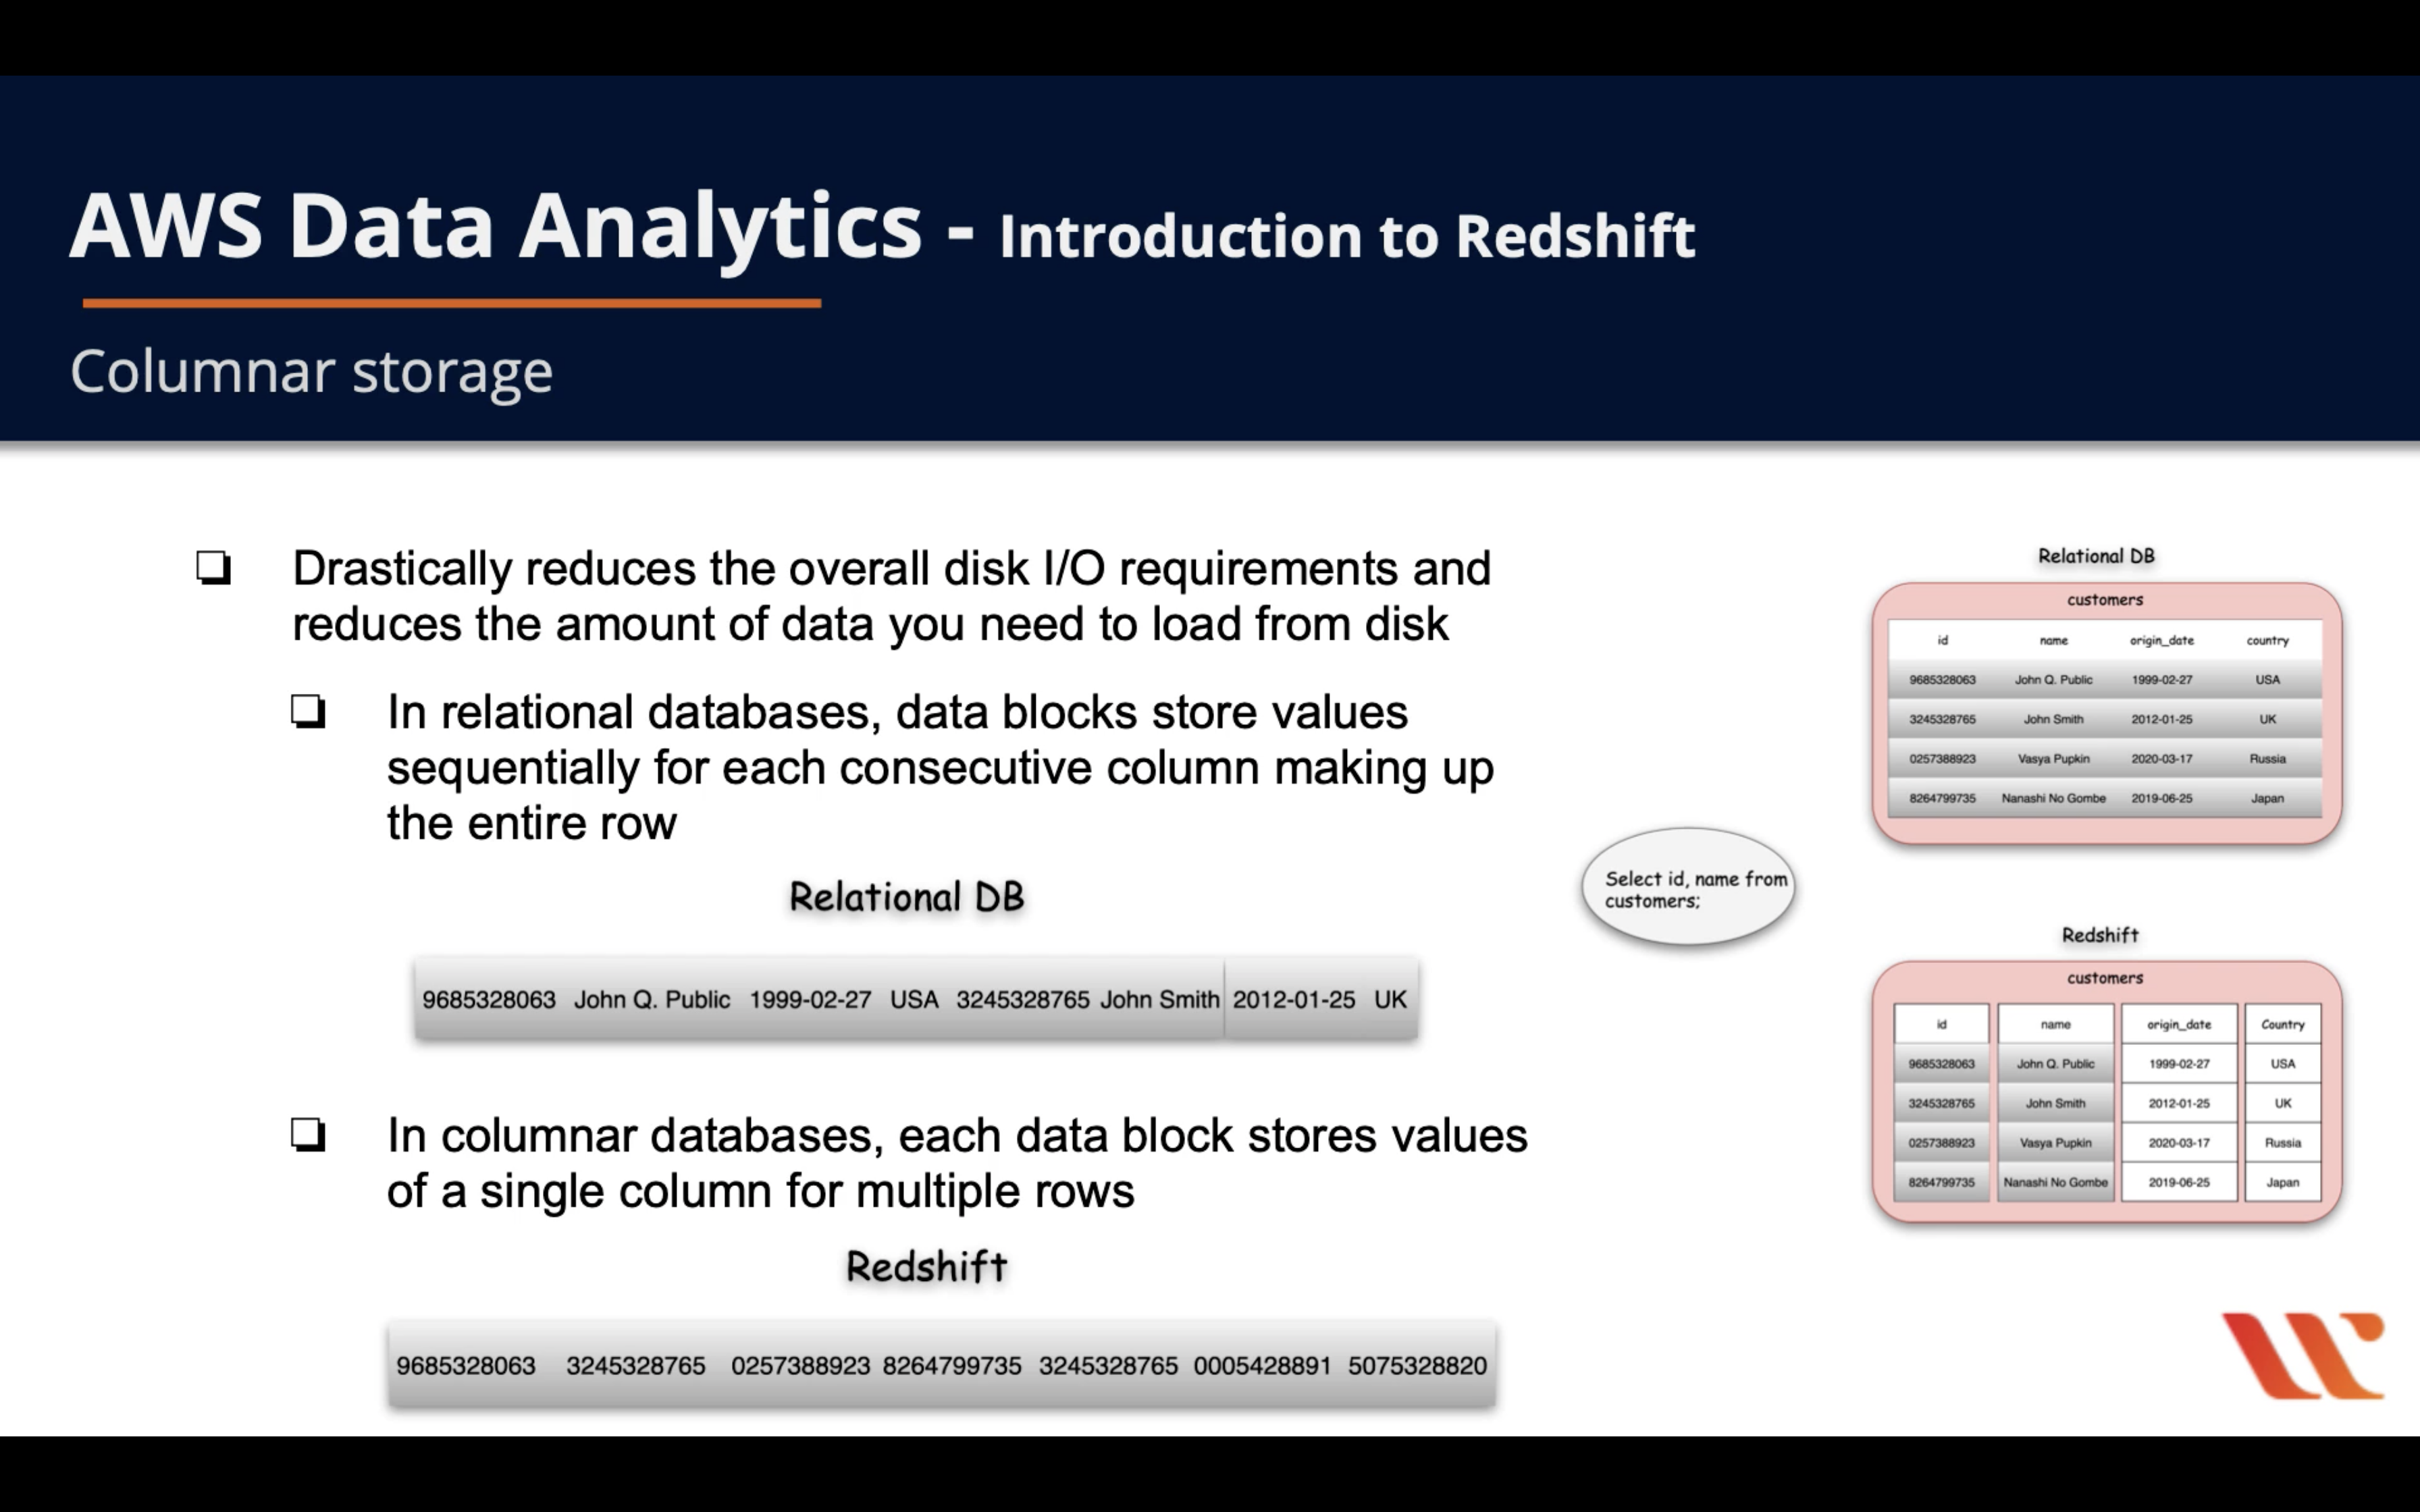 AWS Data Analytics - Introduction to Redshift
Columnar storage
Drastically reduces the overall disk I/O requirements and
reduces the amount of data you need to load from disk
In relational databases, data blocks store values
sequentially for each consecutive column making up
the entire row
Relational DB
9685328063 John Q. Public 1999-02-27 USA 3245328765 John Smith 2012-01-25 UK
In columnar databases, each data block stores values
of a single column for multiple rows
Redshift
9685328063 3245328765 0257388923 8264799735 3245328765 0005428891 5075328820
Select id, name from
customers;
Relational DB
customers
id name origin_date country
9685328063 John Q. Public 1999-02-27 USA
3245328765 John Smith 2012-01-25 UK
0257388923 Vasya Pupkin 2020-03-17 Russia
8264799735 Nanashi No Gombe 2019-06-25 Japan
Redshift
customers
id name origin_date Country
9685328063 John Q. Public 1999-02-27 USA
3245328765 John Smith 2012-01-25 UK
0257388923 Vasya Pupkin 2020-03-17 Russia
8264799735 Nanashi No Gombe 2019-06-25 Japan